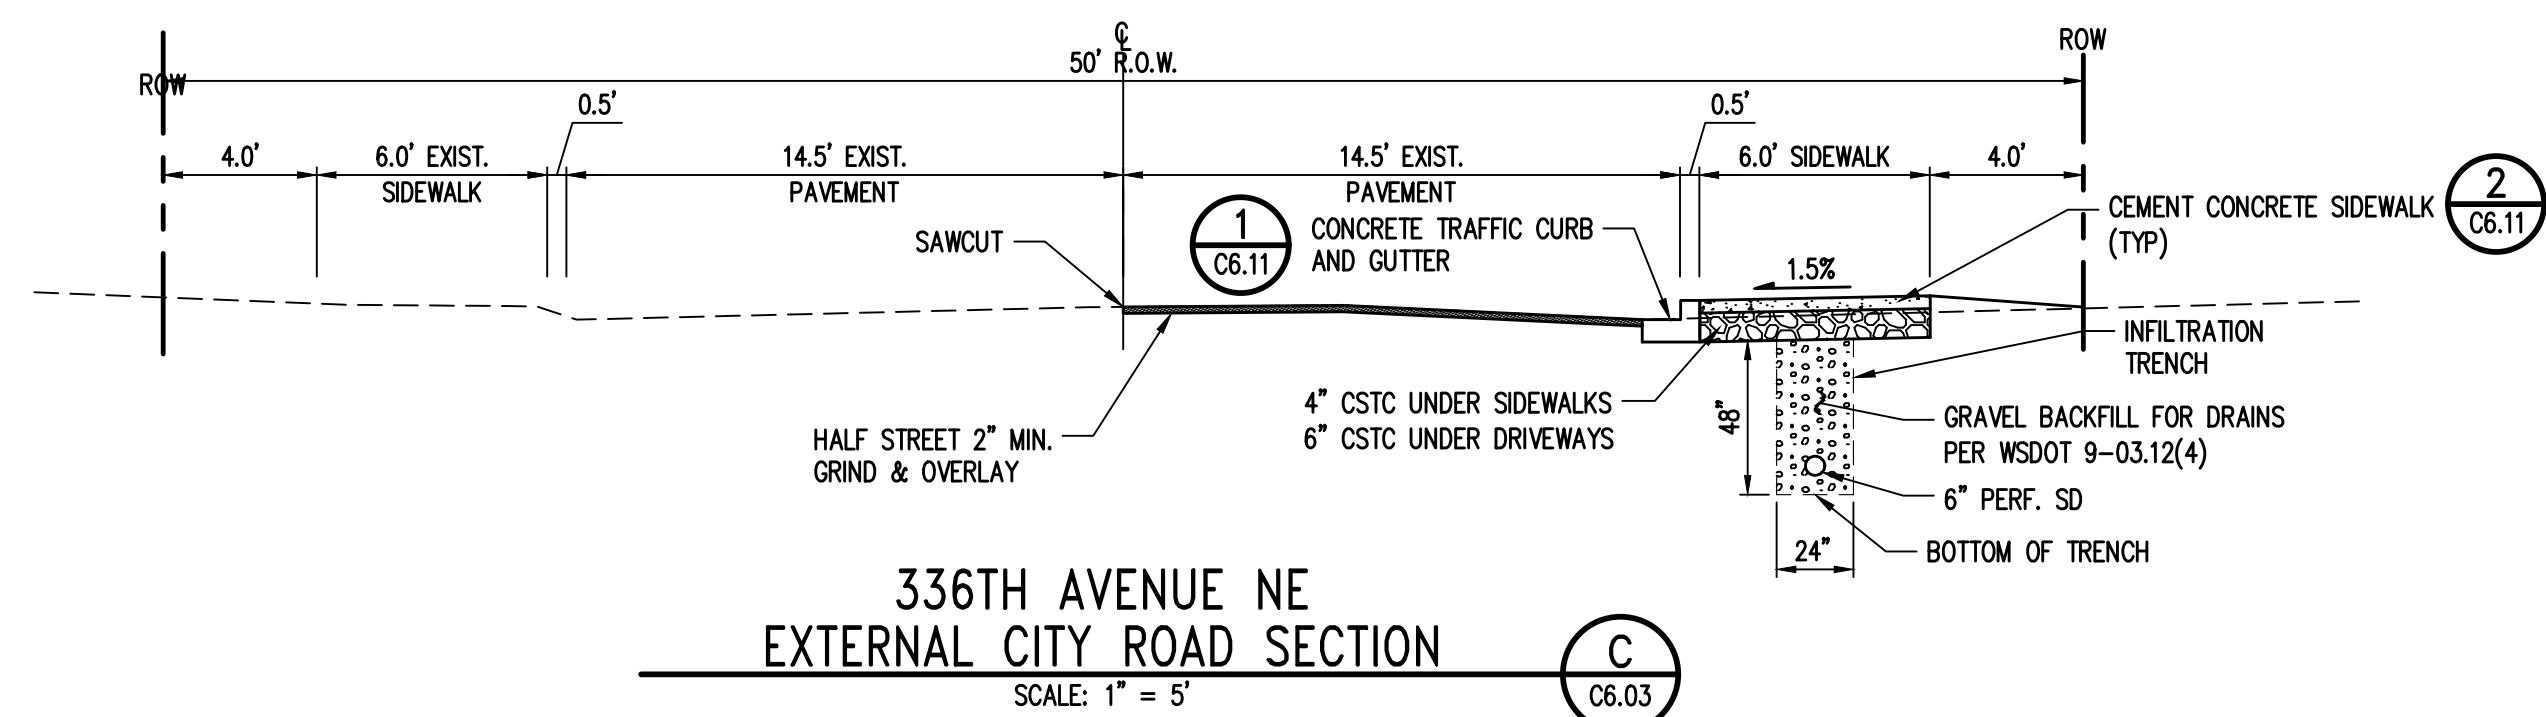 ℄
50' R.O.W.
ROW
ROW
0.5'
0.5'
4.0'
6.0' EXIST.
SIDEWALK
14.5' EXIST.
PAVEMENT
14.5' EXIST.
PAVEMENT
6.0' SIDEWALK
4.0'
SAWCUT
1
C6.11
CONCRETE TRAFFIC CURB
AND GUTTER
1.5%
CEMENT CONCRETE SIDEWALK
(TYP)
2
C6.11
INFILTRATION
TRENCH
HALF STREET 2" MIN.
GRIND & OVERLAY
4" CSTC UNDER SIDEWALKS
6" CSTC UNDER DRIVEWAYS
48"
GRAVEL BACKFILL FOR DRAINS
PER WSDOT 9-03.12(4)
6" PERF. SD
24"
BOTTOM OF TRENCH
336TH AVENUE NE
EXTERNAL CITY ROAD SECTION
SCALE: 1" = 5'
C
C6.03